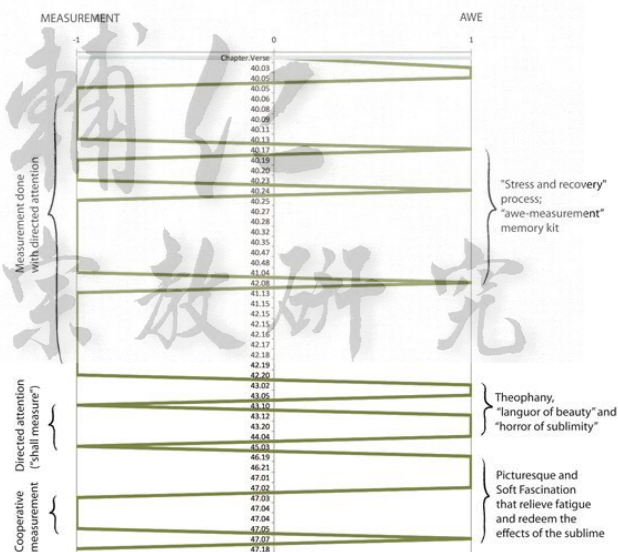 MEASUREMENT
AWE
-1
0
1
Chapter.Verse
40.03
40.05
40.05
40.06
40.08
40.09
40.11
40.13
40.17
40.19
40.20
40.23
40.24
40.25
40.27
40.28
40.32
40.35
40.47
40.48
41.04
42.08
41.13
41.15
42.15
42.15
42.16
42.17
42.18
42.19
42.20
43.02
43.05
43.10
43.12
43.20
44.04
45.03
46.19
46.21
47.01
47.02
47.03
47.04
47.04
47.05
47.07
47.18
Measurement done
with directed attention
Directed attention
("shall measure")
Cooperative
measurement
"Stress and recovery"
process;
"awe-measurement"
memory kit
Theophany,
"languor of beauty" and
"horror of sublimity"
Picturesque and
Soft Fascination
that relieve fatigue
and redeem the
effects of the sublime
輔仁
宗教研究